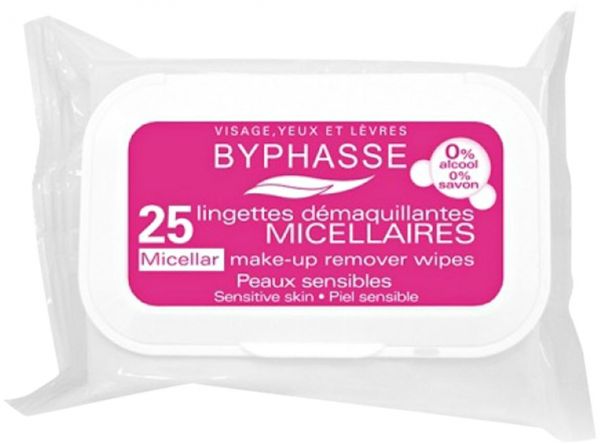 VISAGE, YEUX ET LÈVRES
BYPHASSE
0%
alcool
0%
savon
25 lingettes démaquillantes
MICELLAIRES
Micellar make-up remover wipes
Peaux sensibles
Sensitive skin • Piel sensible